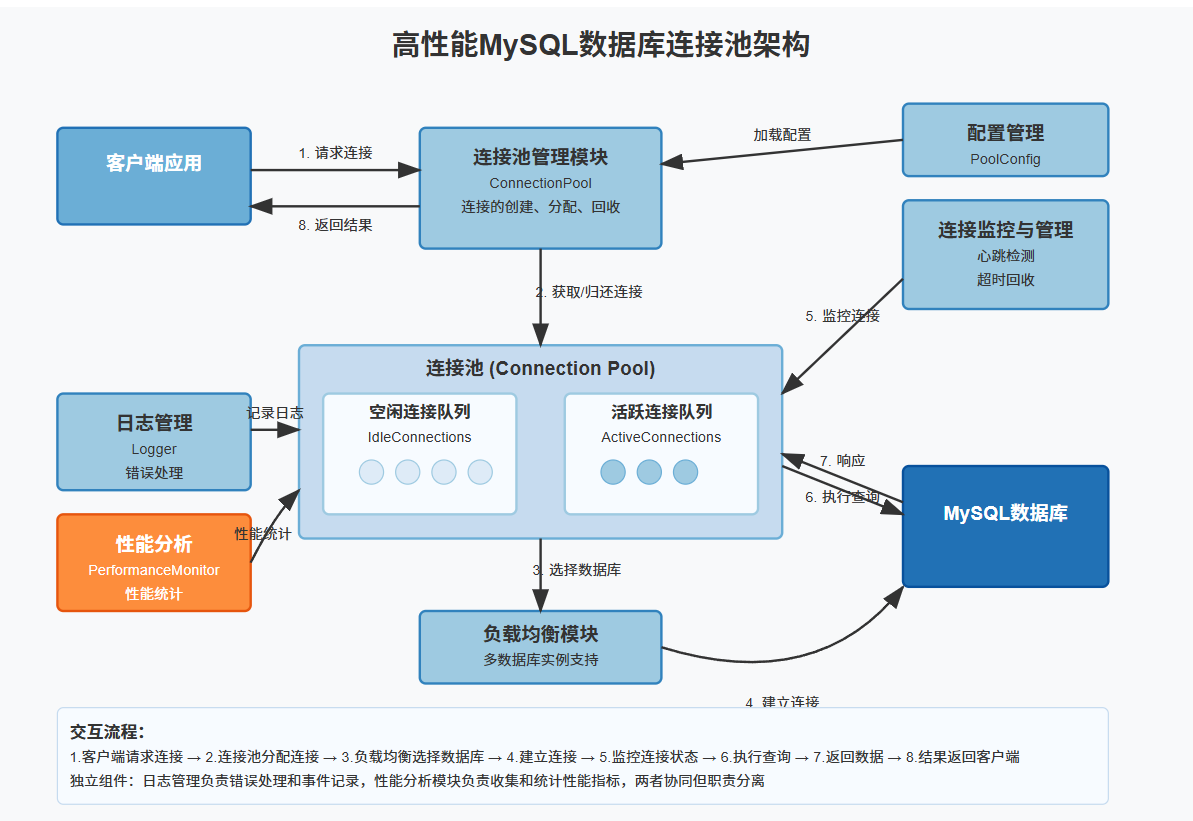 高性能MySQL数据库连接池架构
客户端应用
1. 请求连接
8. 返回结果
连接池管理模块
ConnectionPool
连接的创建、分配、回收
加载配置
配置管理
PoolConfig
连接监控与管理
心跳检测
超时回收
2. 获取/归还连接
5. 监控连接
连接池 (Connection Pool)
空闲连接队列
IdleConnections
活跃连接队列
ActiveConnections
日志管理
Logger
错误处理
记录日志
性能分析
PerformanceMonitor
性能统计
性能统计
7. 响应
6. 执行查询
MySQL数据库
3. 选择数据库
负载均衡模块
多数据库实例支持
4. 建立连接
交互流程：
1.客户端请求连接 → 2.连接池分配连接 → 3.负载均衡选择数据库 → 4.建立连接 → 5.监控连接状态 → 6.执行查询 → 7.返回数据 → 8.结果返回客户端
独立组件：日志管理负责错误处理和事件记录，性能分析模块负责收集和统计性能指标，两者协同但职责分离